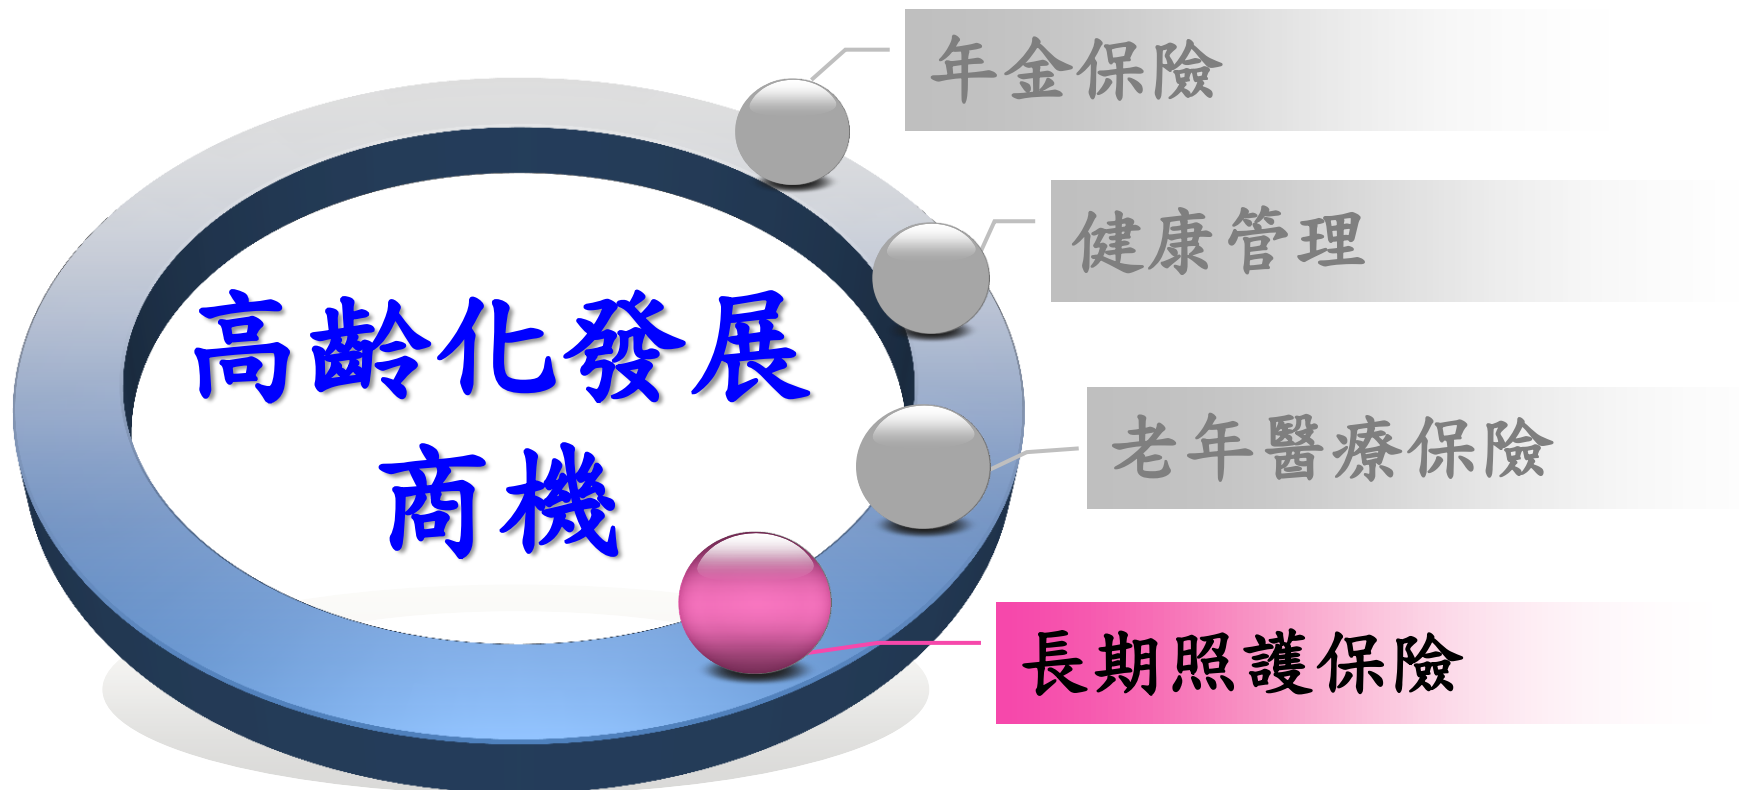 年金保險
健康管理
高齡化發展
商機
老年醫療保險
長期照護保險